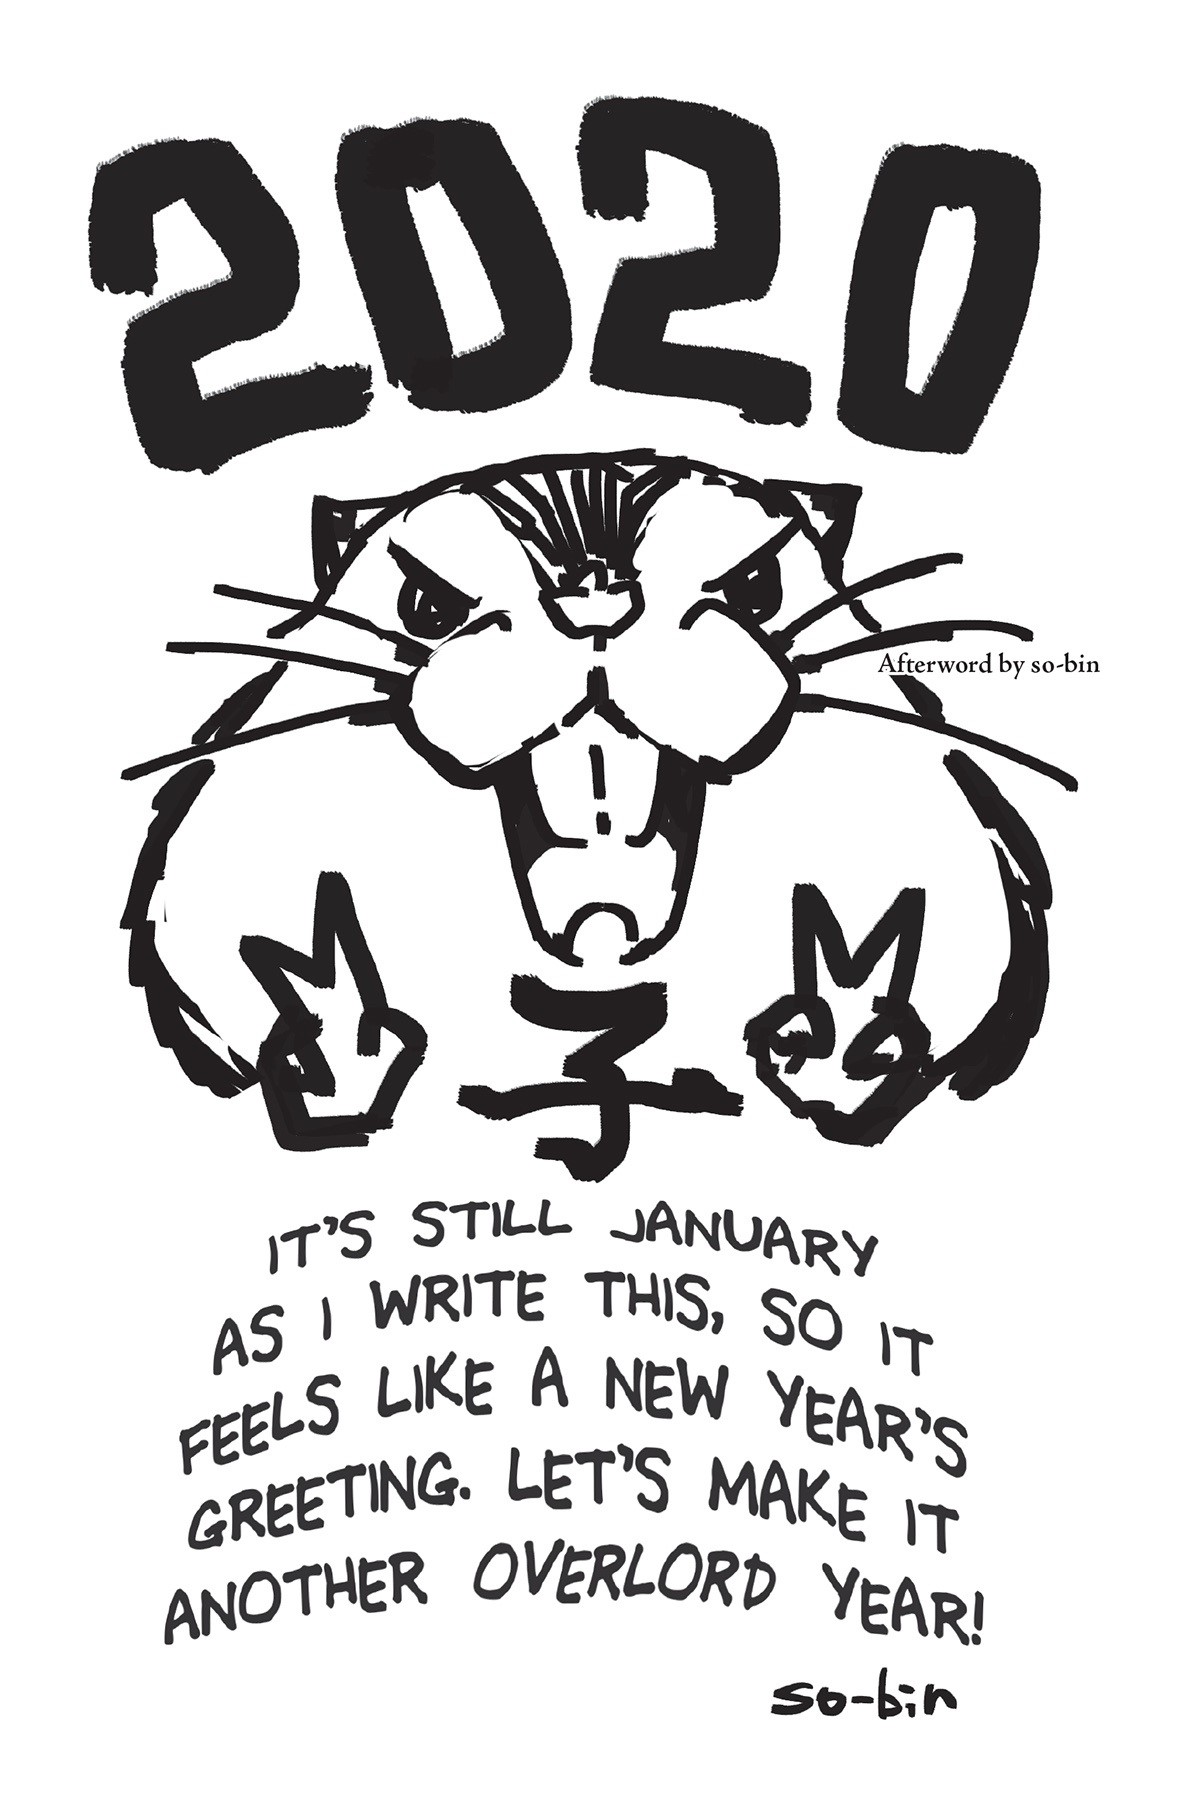 2020
Afterword by so-bin
子
IT'S STILL JANUARY
AS I WRITE THIS, SO IT
FEELS LIKE A NEW YEAR'S
GREETING. LET'S MAKE IT
ANOTHER OVERLORD YEAR!
so-bin